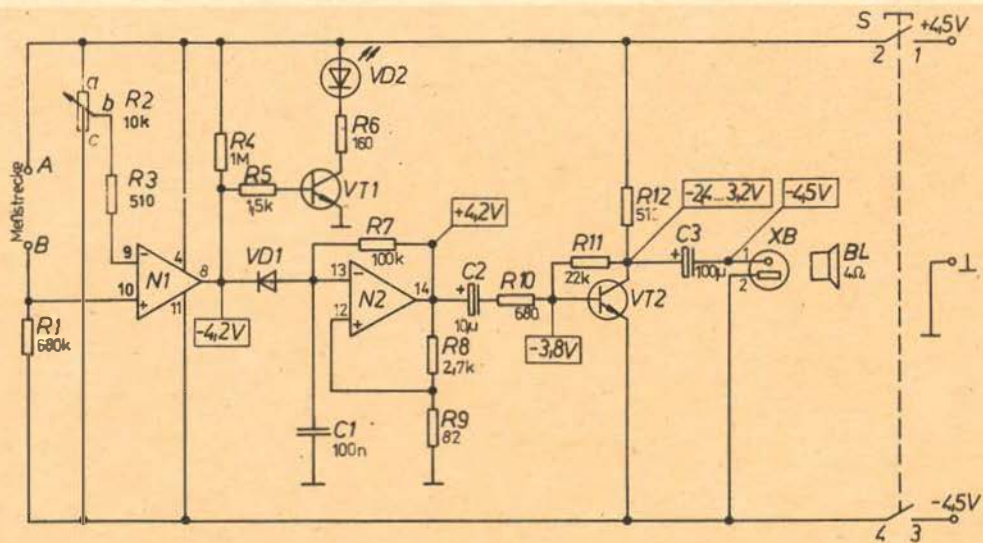 S
+4,5V
2
1
a
b
c
R2
10k
VD2
R6
160
R4
1M
R5
1,5k
VT1
R3
510
Meßstrecke
A
B
R12
-2,4...3,2V
-4,5V
+4,2V
R7
100k
R11
22k
C3
100µ
XB
1
2
BL
4Ω
⊥
9
-
4
N1
8
10
+
11
VD1
13
-
N2
14
12
+
C2
+
10µ
R10
680
VT2
+
R1
680k
-4,2V
-3,8V
R8
2,7k
C1
100n
R9
82
-4,5V
4
3